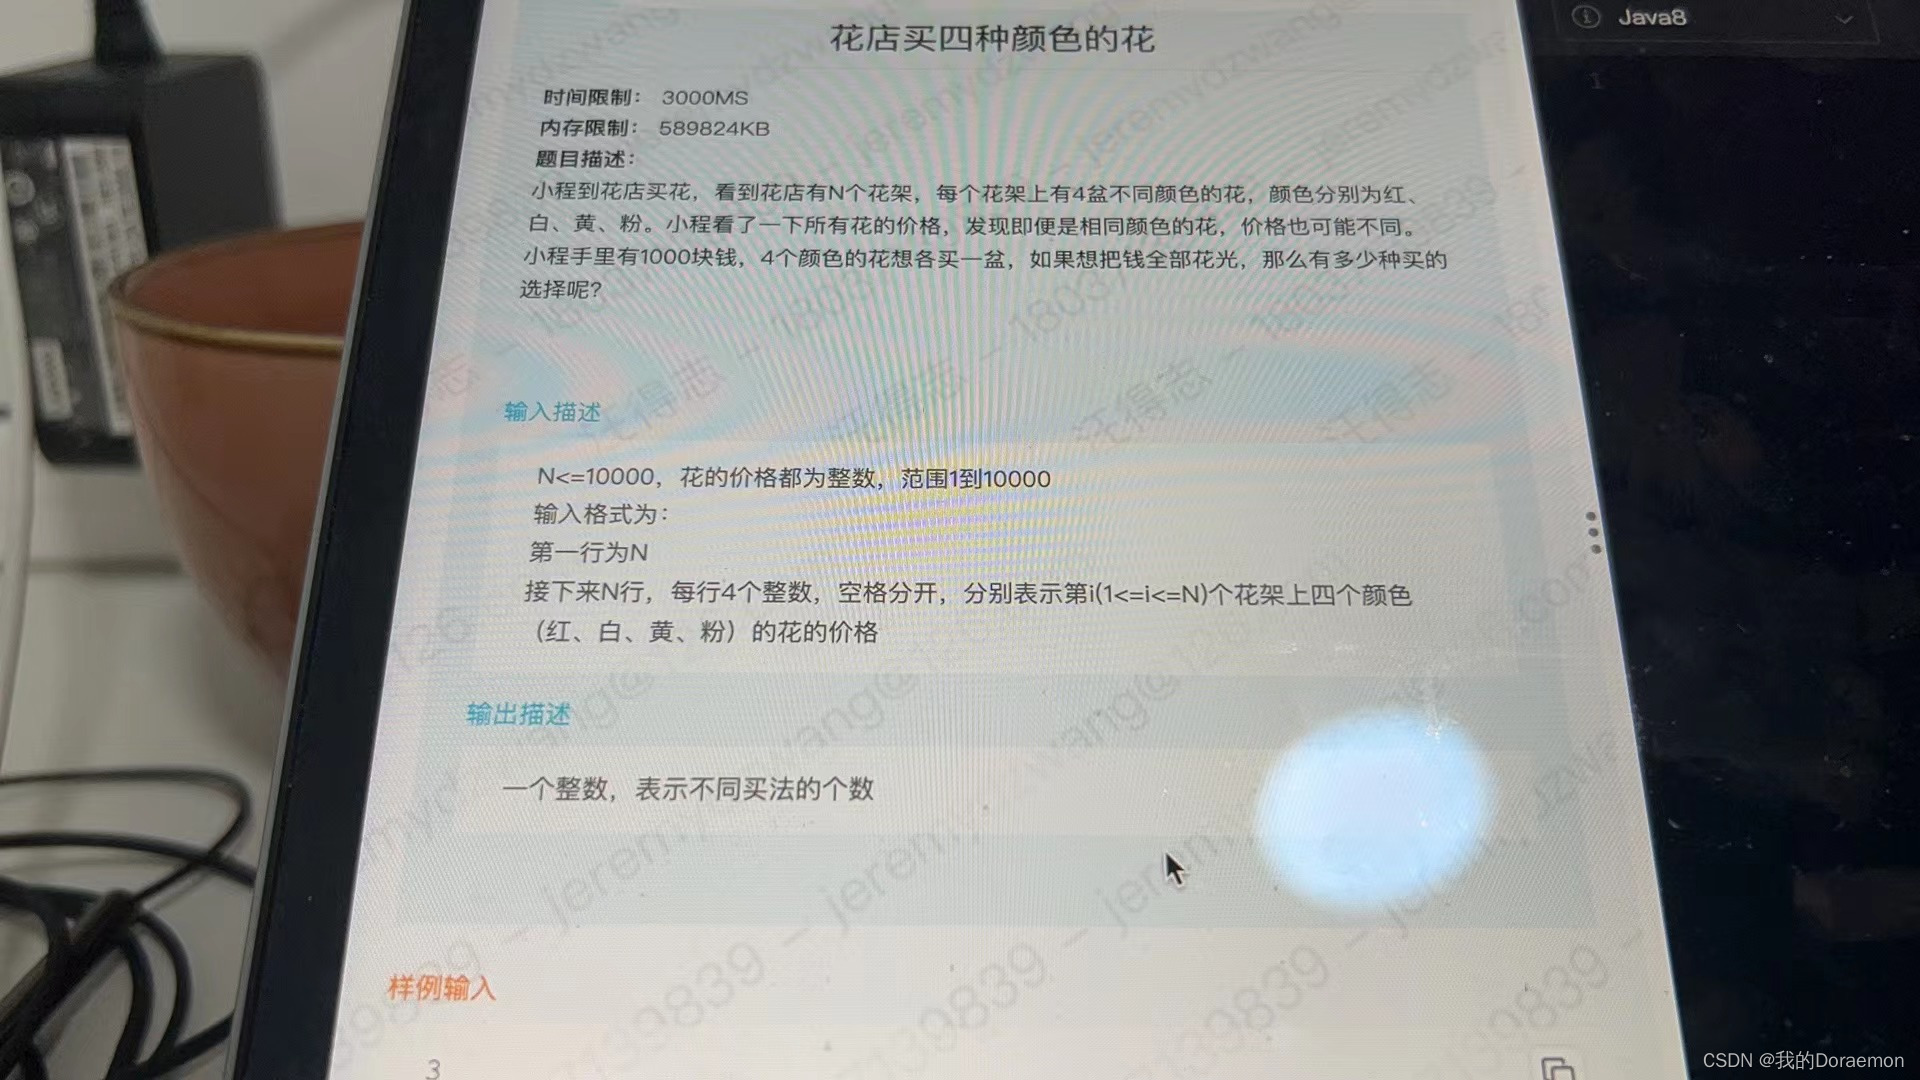 Java8
1
花店买四种颜色的花
时间限制： 3000MS
内存限制： 589824KB
题目描述：
小程到花店买花，看到花店有N个花架，每个花架上有4盆不同颜色的花，颜色分别为红、
白、黄、粉。小程看了一下所有花的价格，发现即便是相同颜色的花，价格也可能不同。
小程手里有1000块钱，4个颜色的花想各买一盆，如果想把钱全部花光，那么有多少种买的
选择呢？
输入描述
N<=10000，花的价格都为整数，范围1到10000
输入格式为：
第一行为N
接下来N行，每行4个整数，空格分开，分别表示第i(1<=i<=N)个花架上四个颜色
（红、白、黄、粉）的花的价格
输出描述
一个整数，表示不同买法的个数
样例输入
3
CSDN @我的Doraemon